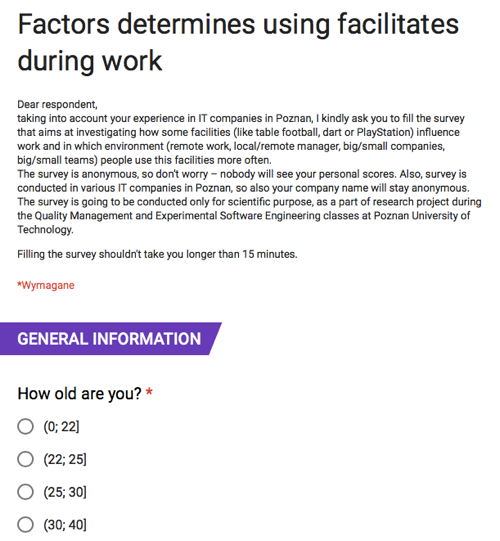 Factors determines using facilitates
during work
Dear respondent,
taking into account your experience in IT companies in Poznan, I kindly ask you to fill the survey
that aims at investigating how some facilities (like table football, dart or PlayStation) influence
work and in which environment (remote work, local/remote manager, big/small companies,
big/small teams) people use this facilities more often.
The survey is anonymous, so don't worry – nobody will see your personal scores. Also, survey is
conducted in various IT companies in Poznan, so also your company name will stay anonymous.
The survey is going to be conducted only for scientific purpose, as a part of research project during
the Quality Management and Experimental Software Engineering classes at Poznan University of
Technology.
Filling the survey shouldn't take you longer than 15 minutes.
*Wymagane
GENERAL INFORMATION
How old are you? *
(0; 22]
(22; 25]
(25; 30]
(30; 40]